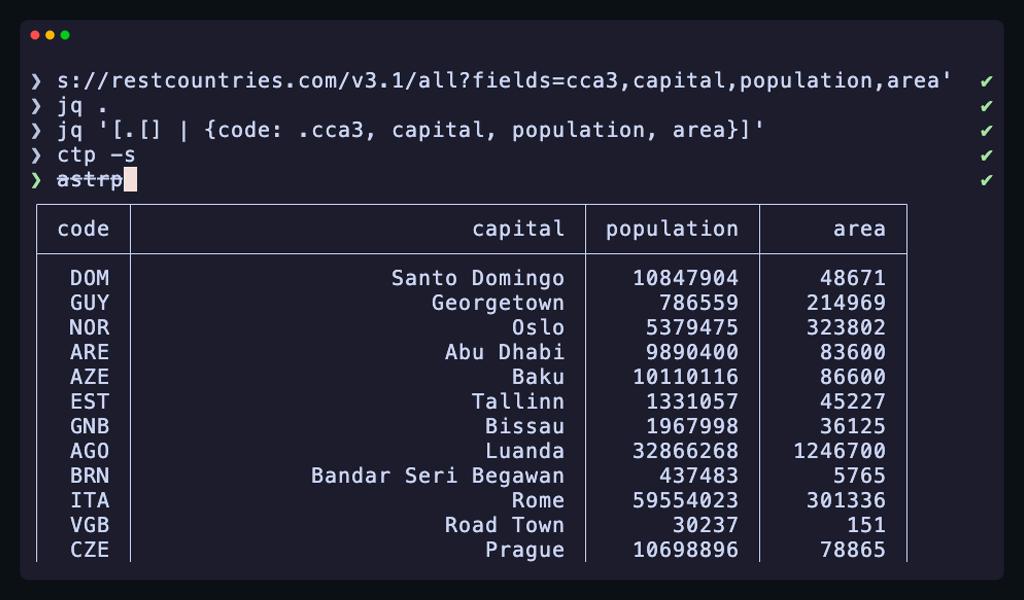 ❯ s://restcountries.com/v3.1/all?fields=cca3,capital,population,area' ✔
❯ jq . ✔
❯ jq '[.[] | {code: .cca3, capital, population, area}]' ✔
❯ ctp -s ✔
❯ astrp ✔
code capital population area
DOM Santo Domingo 10847904 48671
GUY Georgetown 786559 214969
NOR Oslo 5379475 323802
ARE Abu Dhabi 9890400 83600
AZE Baku 10110116 86600
EST Tallinn 1331057 45227
GNB Bissau 1967998 36125
AGO Luanda 32866268 1246700
BRN Bandar Seri Begawan 437483 5765
ITA Rome 59554023 301336
VGB Road Town 30237 151
CZE Prague 10698896 78865